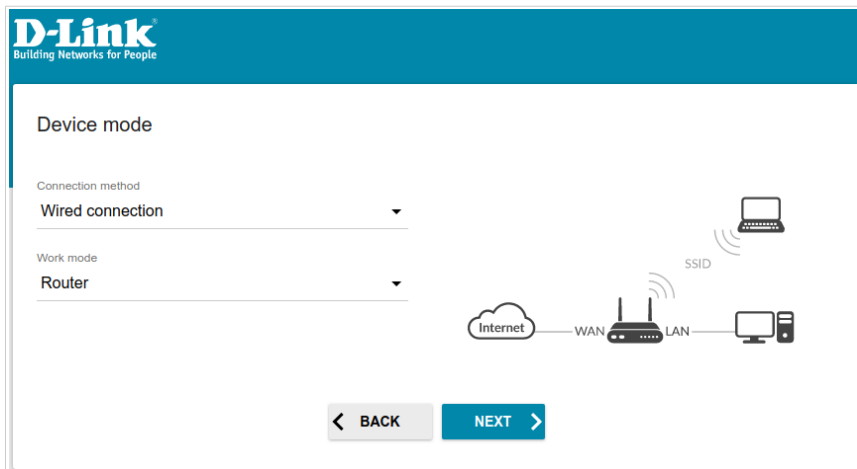 D-Link
Building Networks for People
Device mode
Connection method
Wired connection
Work mode
Router
SSID
Internet
WAN
LAN
BACK
NEXT